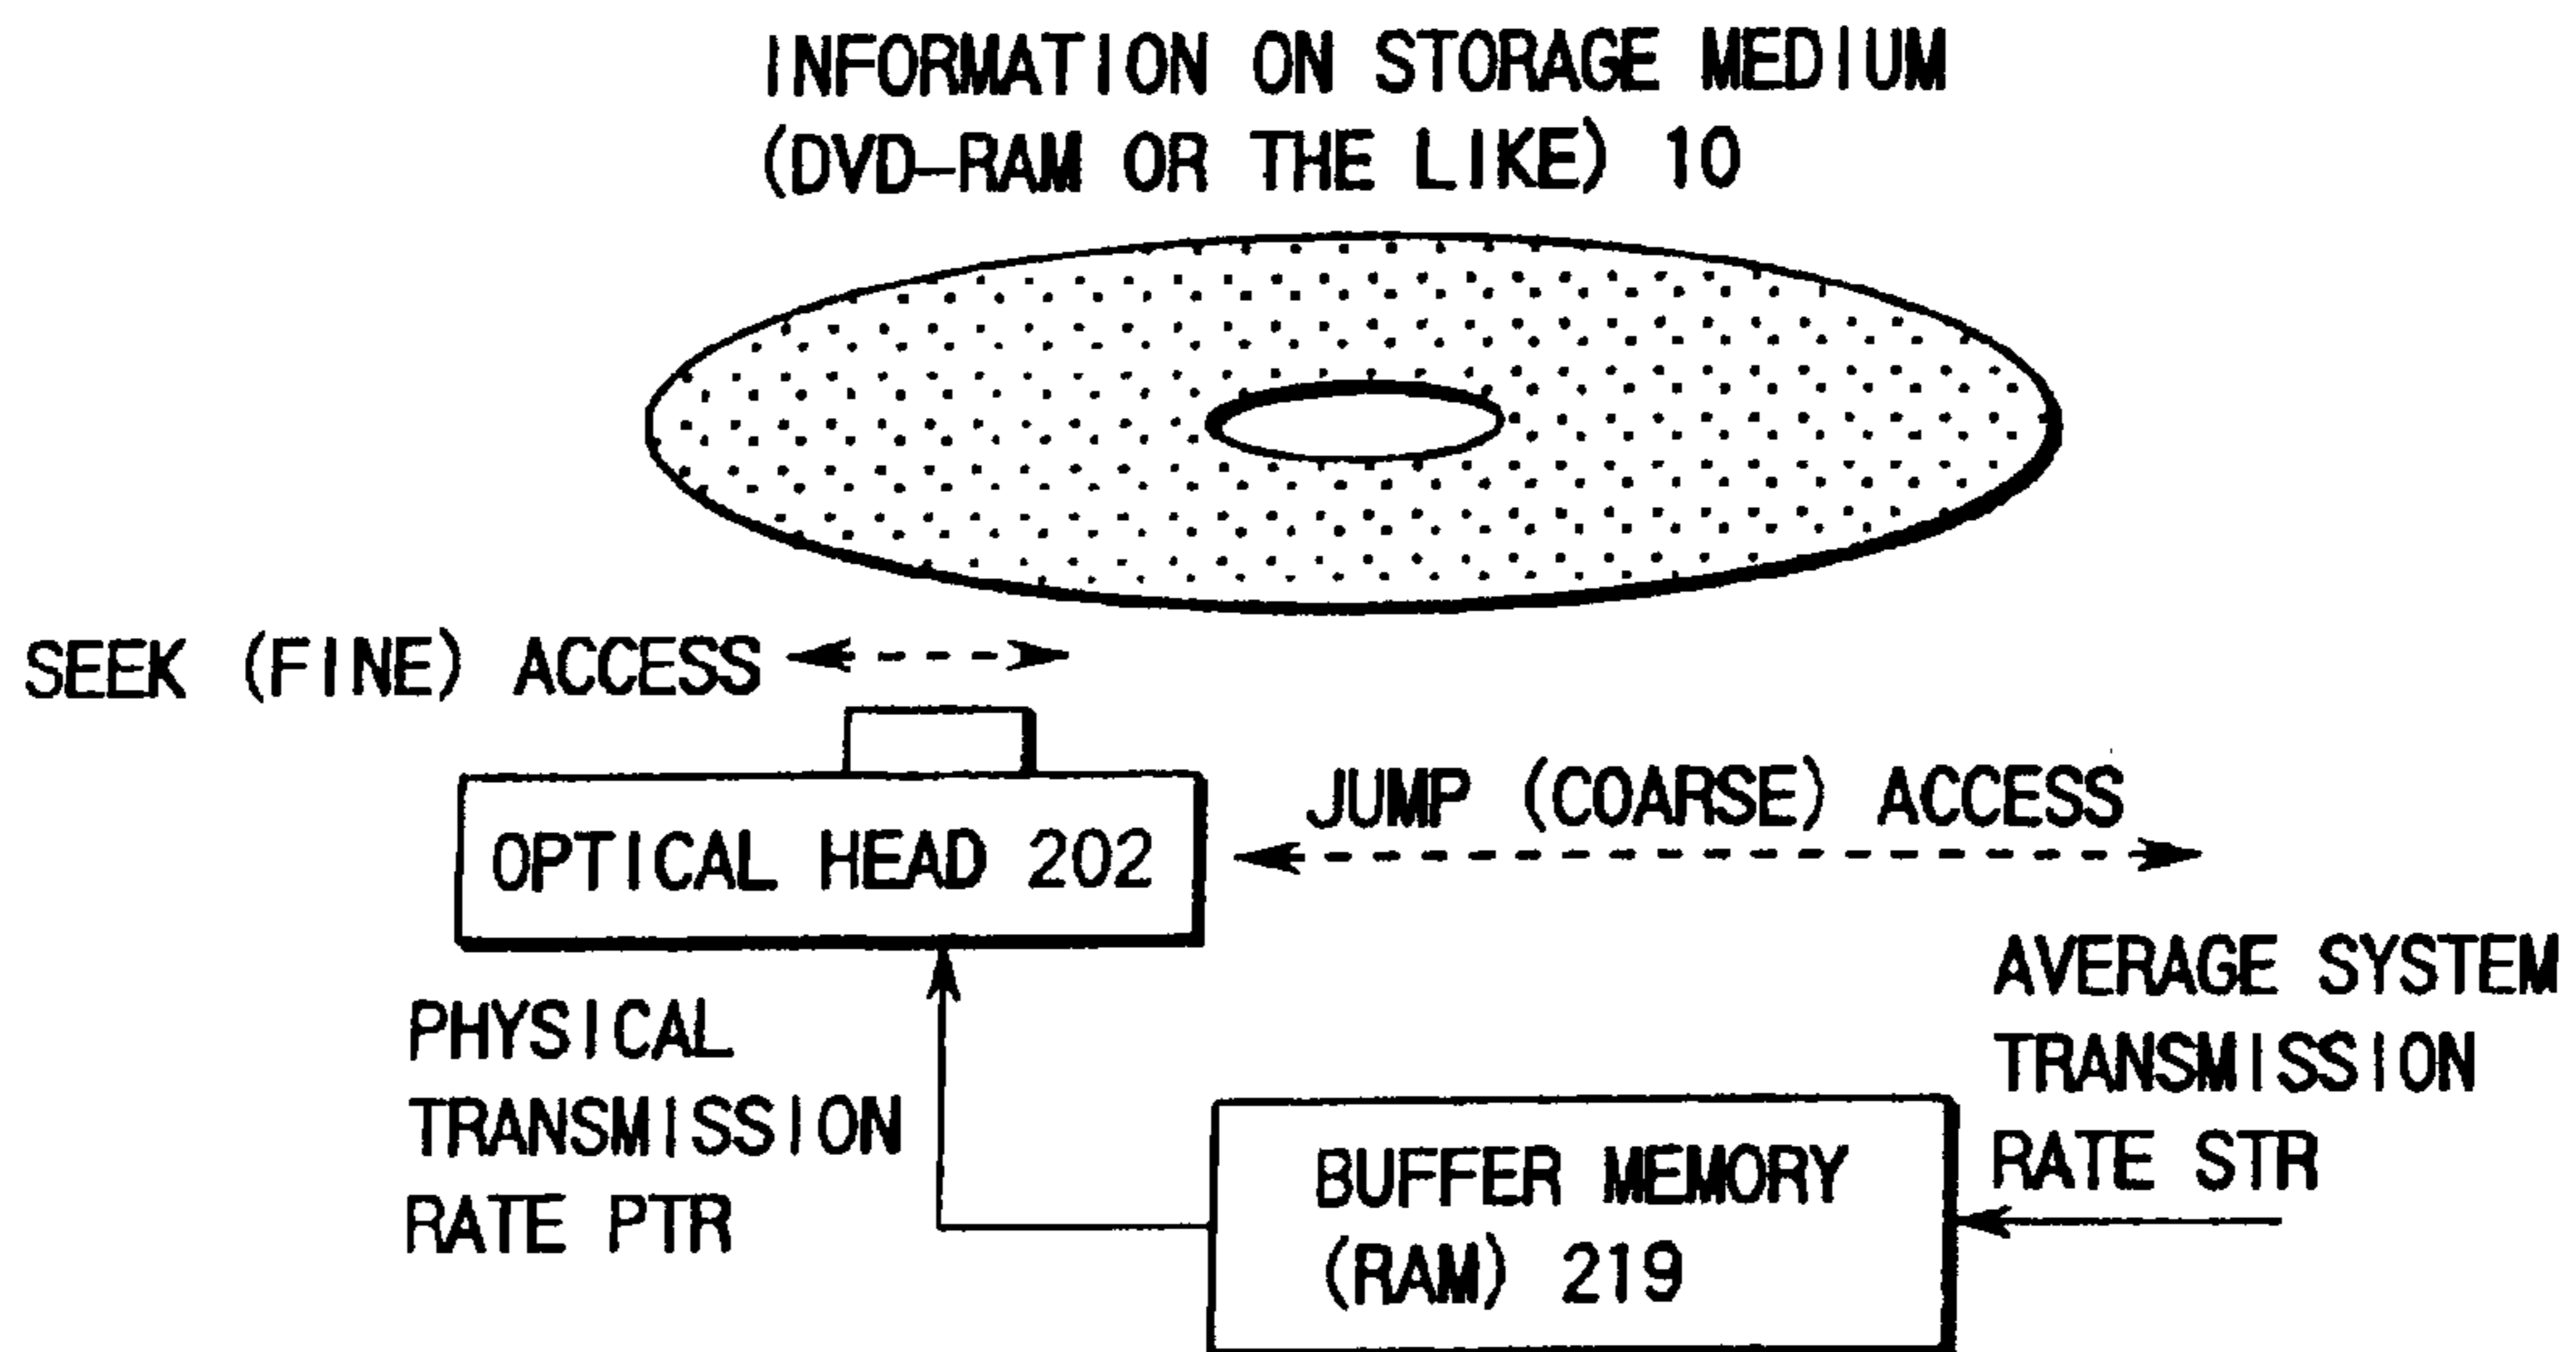 INFORMATION ON STORAGE MEDIUM
(DVD-RAM OR THE LIKE) 10
SEEK (FINE) ACCESS
JUMP (COARSE) ACCESS
OPTICAL HEAD 202
PHYSICAL
TRANSMISSION
RATE PTR
AVERAGE SYSTEM
TRANSMISSION
RATE STR
BUFFER MEMORY
(RAM) 219